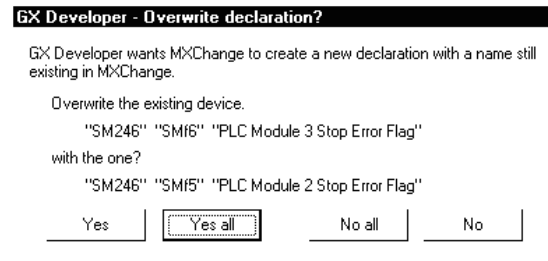 GX Developer - Overwrite declaration?
GX Developer wants MXChange to create a new declaration with a name still
existing in MXChange.
Overwrite the existing device.
"SM246" "SMf6" "PLC Module 3 Stop Error Flag"
with the one?
"SM246" "SMf5" "PLC Module 2 Stop Error Flag"
Yes Yes all No all No